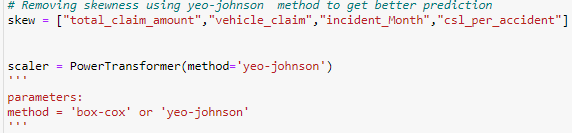 # Removing skewness using yeo-johnson  method to get better prediction
skew = ["total_claim_amount","vehicle_claim","incident_Month","csl_per_accident"]
scaler = PowerTransformer(method='yeo-johnson')
'''
parameters:
method = 'box-cox' or 'yeo-johnson'
'''